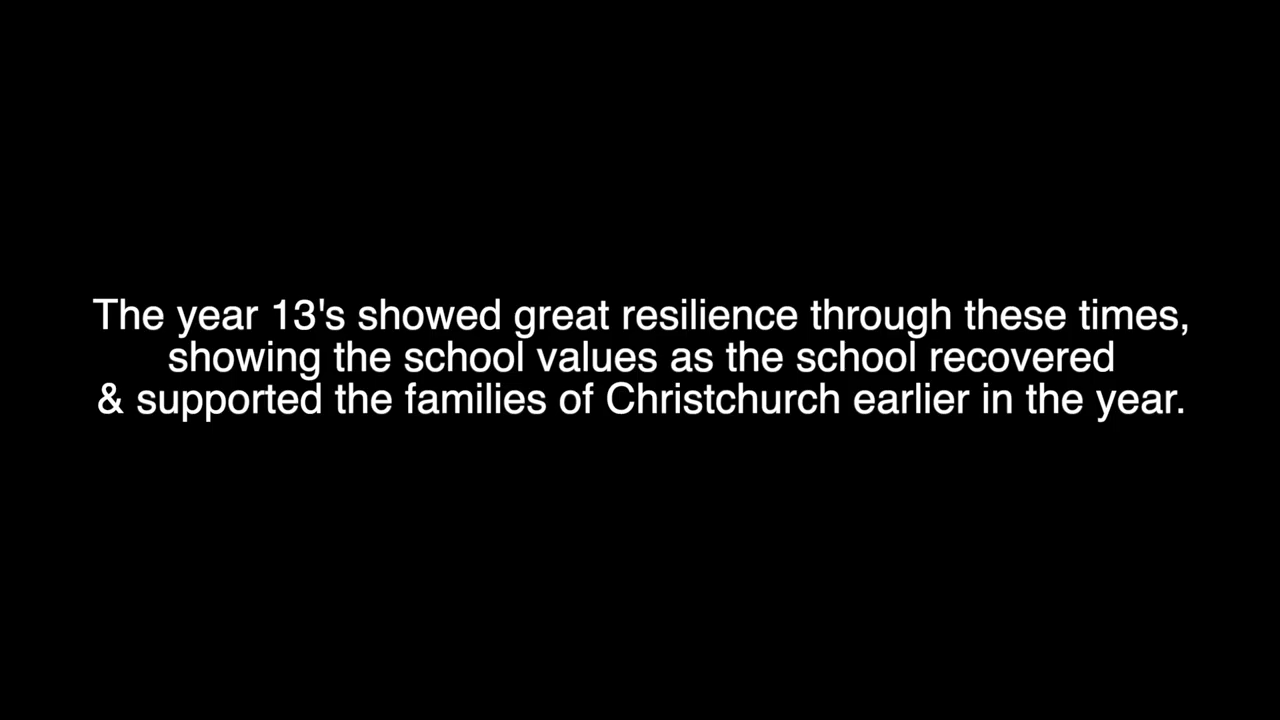 The year 13's showed great resilience through these times,
showing the school values as the school recovered
& supported the families of Christchurch earlier in the year.